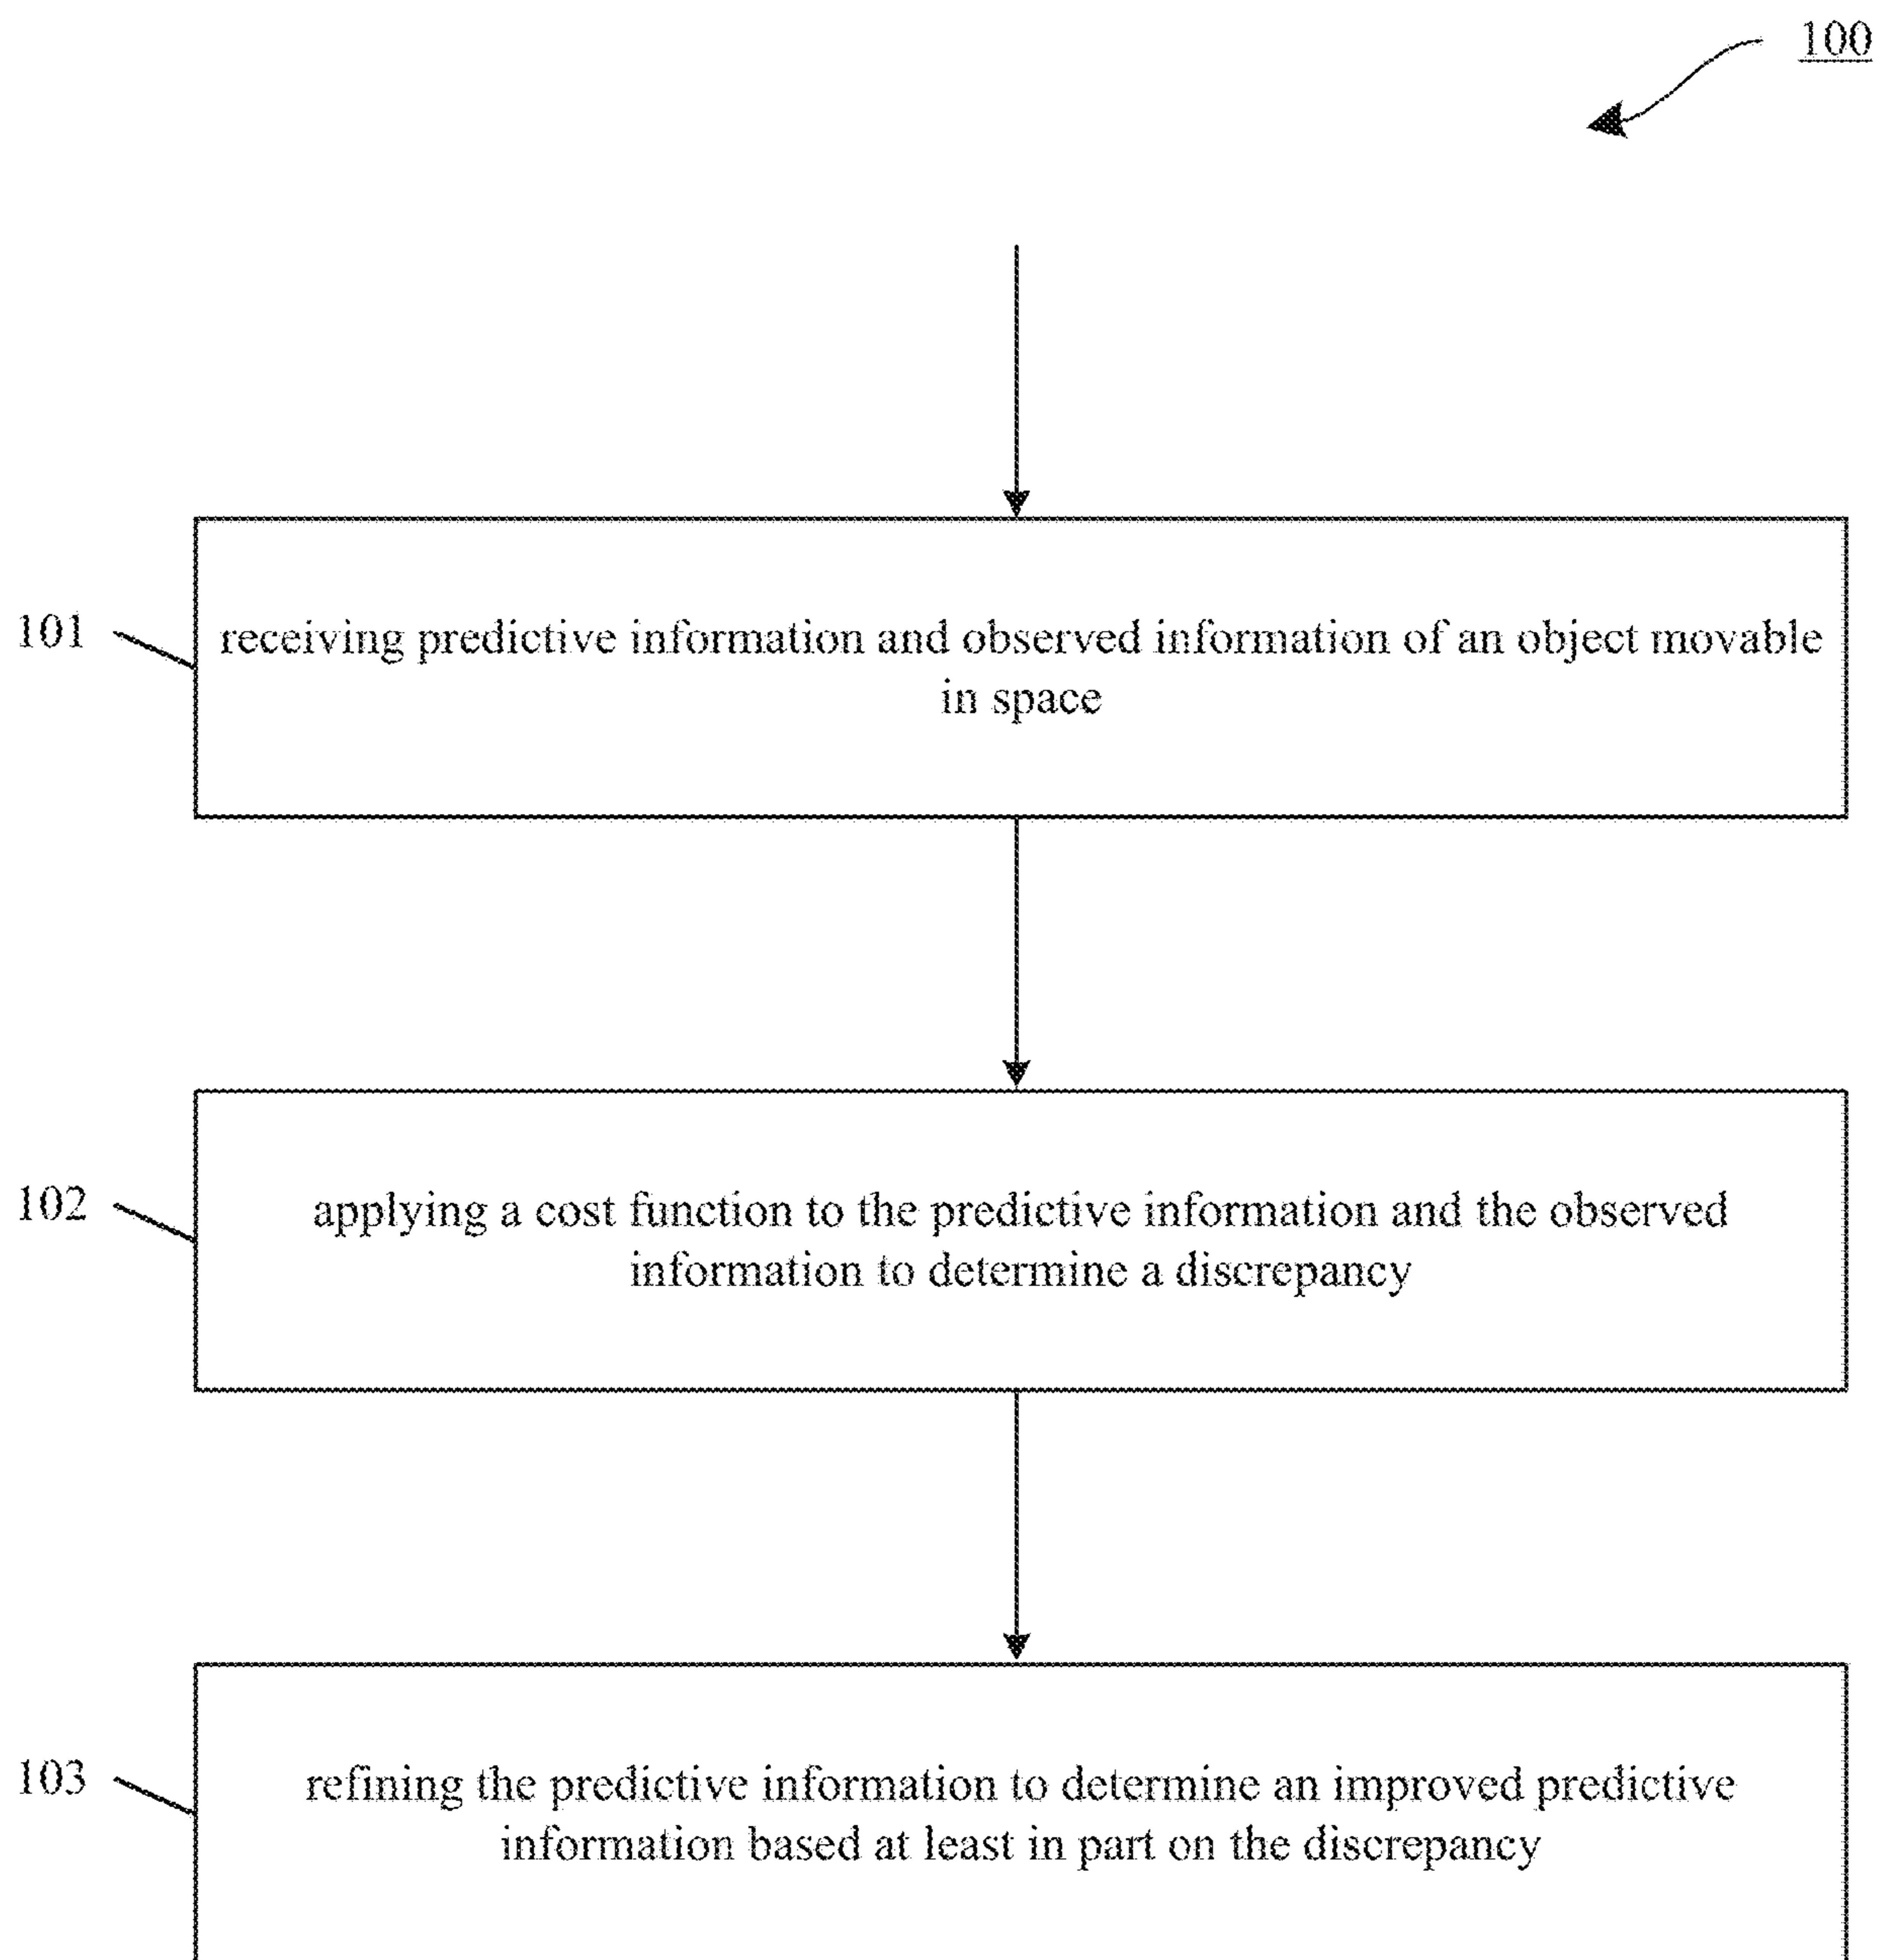 100
101
receiving predictive information and observed information of an object movable
in space
102
applying a cost function to the predictive information and the observed
information to determine a discrepancy
103
refining the predictive information to determine an improved predictive
information based at least in part on the discrepancy